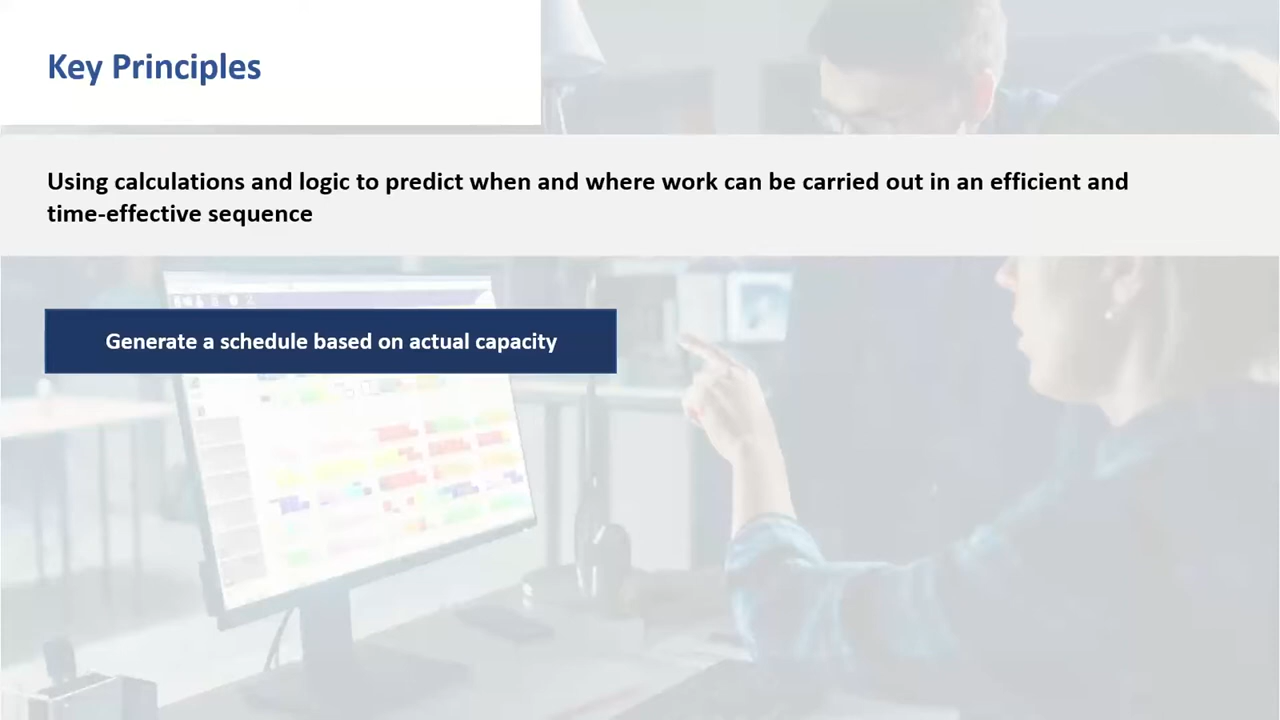 Key Principles
Using calculations and logic to predict when and where work can be carried out in an efficient and
time-effective sequence
Generate a schedule based on actual capacity